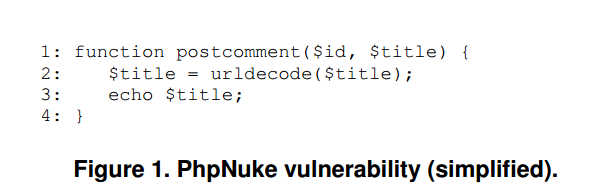 1: function postcomment($id, $title) {
2:    $title = urldecode($title);
3:    echo $title;
4: }
Figure 1. PhpNuke vulnerability (simplified).